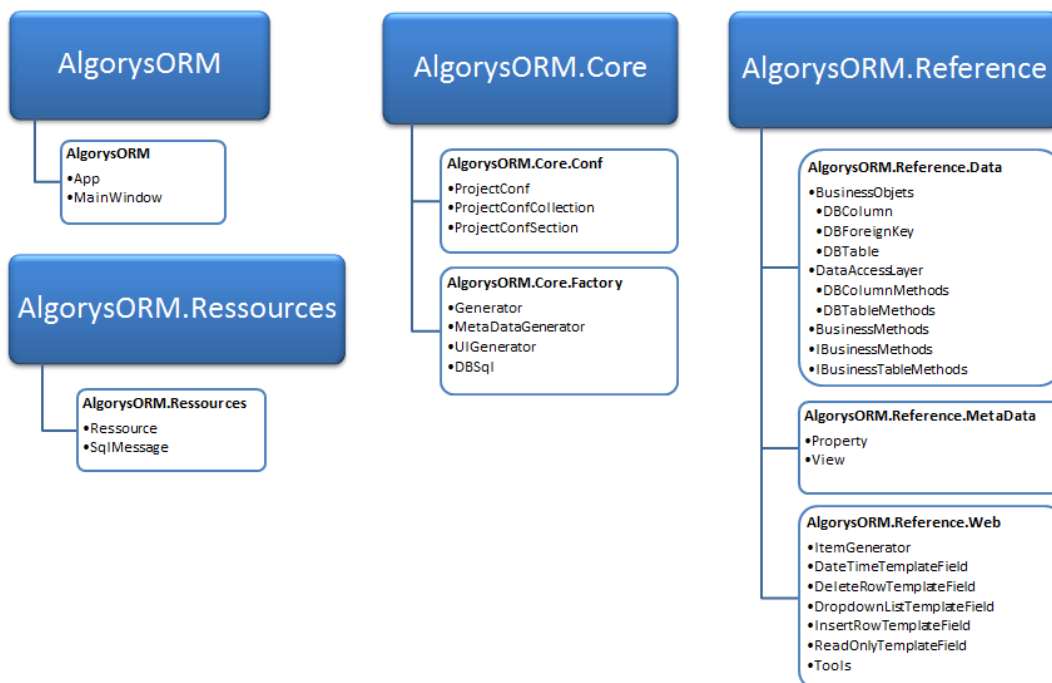 AlgorysORM
AlgorysORM
•App
•MainWindow
AlgorysORM.Ressources
AlgorysORM.Ressources
•Ressource
•SqlMessage
AlgorysORM.Core
AlgorysORM.Core.Conf
•ProjectConf
•ProjectConfCollection
•ProjectConfSection
AlgorysORM.Core.Factory
•Generator
•MetaDataGenerator
•UIGenerator
•DBSql
AlgorysORM.Reference
AlgorysORM.Reference.Data
•BusinessObjets
•DBColumn
•DBForeignKey
•DBTable
•DataAccessLayer
•DBColumnMethods
•DBTableMethods
•BusinessMethods
•IBusinessMethods
•IBusinessTableMethods
AlgorysORM.Reference.MetaData
•Property
•View
AlgorysORM.Reference.Web
•ItemGenerator
•DateTimeTemplateField
•DeleteRowTemplateField
•DropdownListTemplateField
•InsertRowTemplateField
•ReadOnlyTemplateField
•Tools